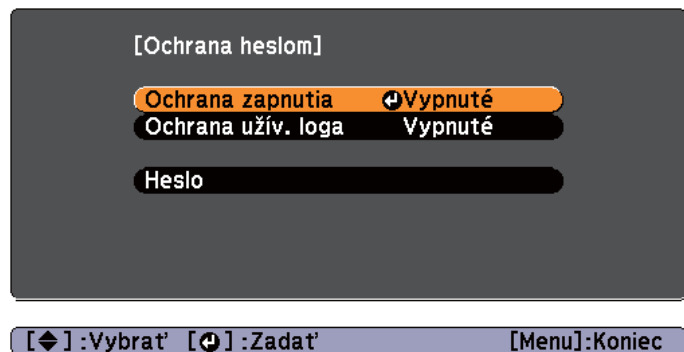 [Ochrana heslom]
Ochrana zapnutia Vypnuté
Ochrana užív. loga Vypnuté
Heslo
[◆] :Vybrať [↵] :Zadať [Menu]:Koniec